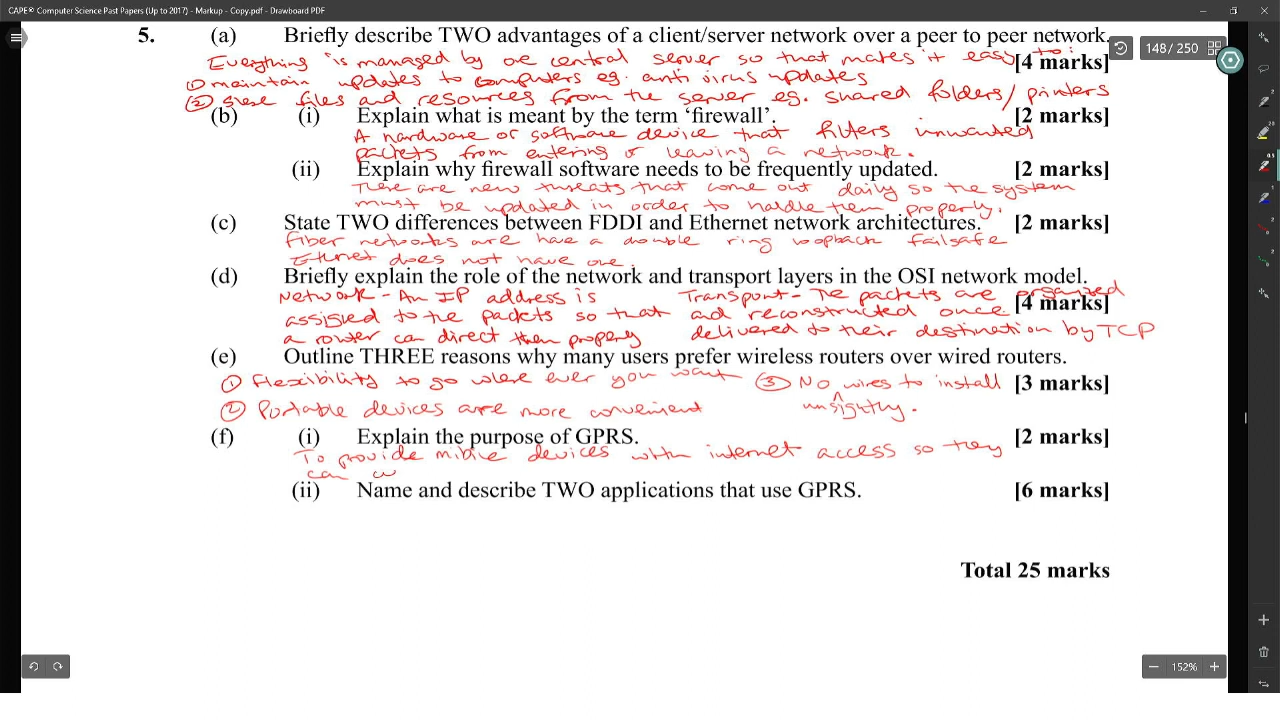 CAPE® Computer Science Past Papers (Up to 2017) - Markup - Copy.pdf - Drawboard PDF
148 / 250
5. (a) Briefly describe TWO advantages of a client/server network over a peer to peer network.
Everything is managed by one central server so that makes it easy to:
[4 marks]
① maintain updates to computers eg. anti virus updates
② share files and resources from the server eg. shared folders/printers
(b) (i) Explain what is meant by the term ‘firewall’. [2 marks]
A hardware or software device that filters unwanted
packets from entering or leaving a network.
(ii) Explain why firewall software needs to be frequently updated. [2 marks]
There are new threats that come out daily so the system
must be updated in order to handle them properly.
(c) State TWO differences between FDDI and Ethernet network architectures. [2 marks]
Fiber networks are have a double ring loopback failsafe
Ethernet does not have one.
(d) Briefly explain the role of the network and transport layers in the OSI network model.
[4 marks]
Network - An IP address is
assigned to the packets so that
a router can direct them properly
Transport - The packets are organized
and reconstructed once
delivered to their destination by TCP
(e) Outline THREE reasons why many users prefer wireless routers over wired routers.
[3 marks]
① Flexibility to go where ever you want
② Portable devices are more convenient
③ No wires to install
unsightly.
(f) (i) Explain the purpose of GPRS. [2 marks]
To provide mobile devices with internet access so they
can
(ii) Name and describe TWO applications that use GPRS. [6 marks]
Total 25 marks
152%